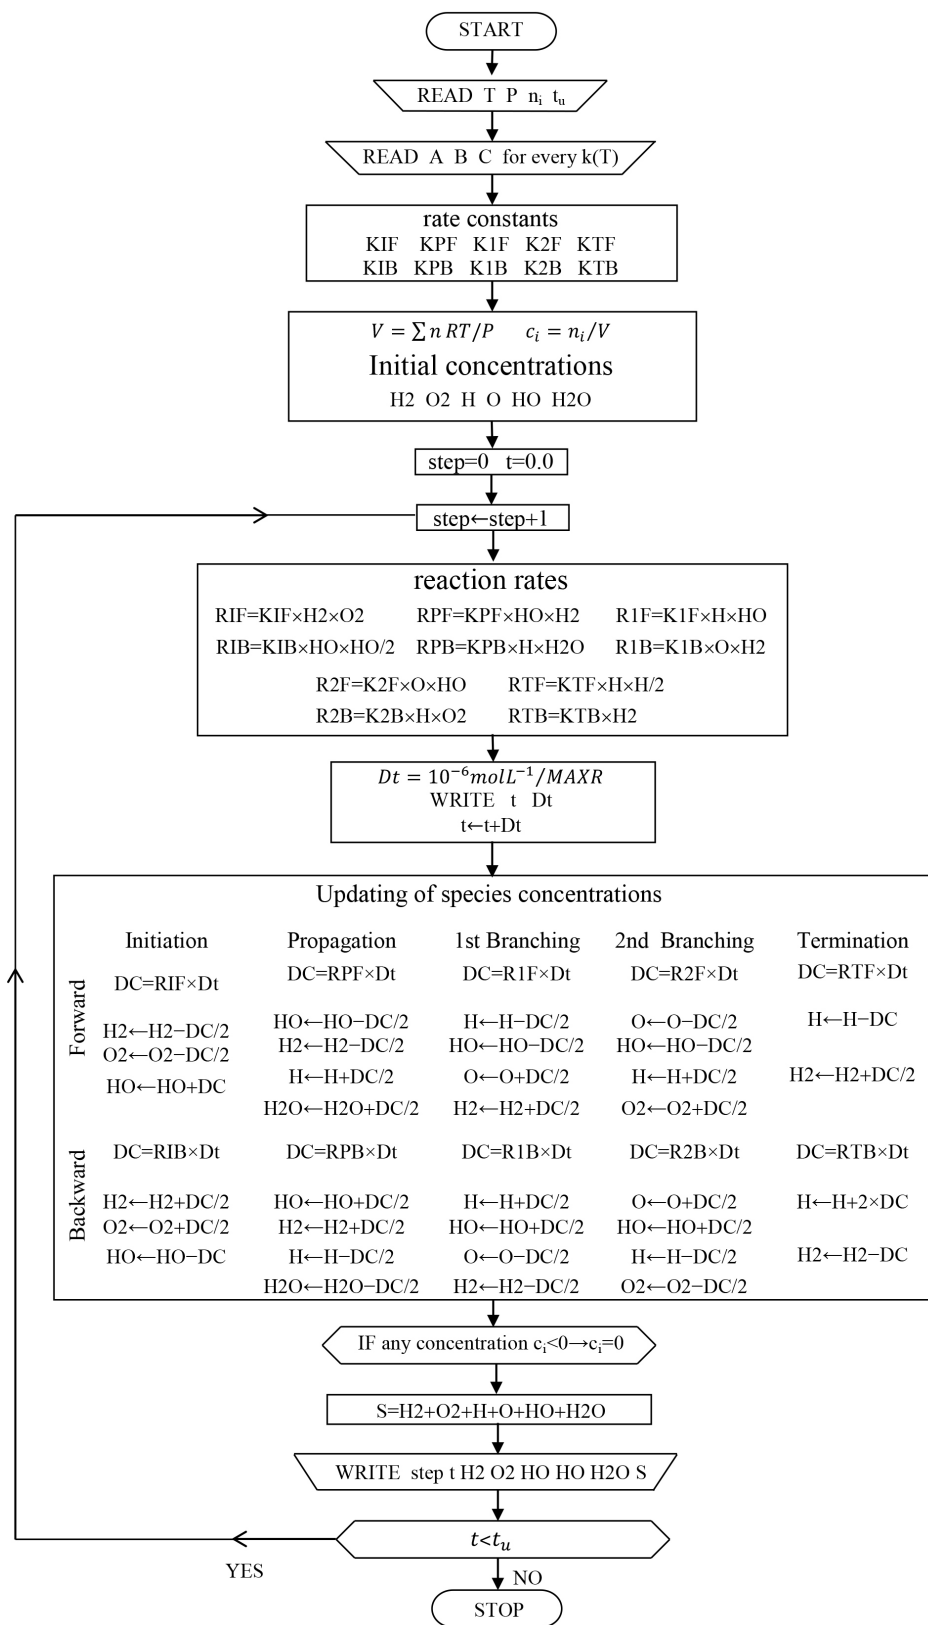 START
READ T P nᵢ tᵤ
READ A B C for every k(T)
rate constants
KIF KPF K1F K2F KTF
KIB KPB K1B K2B KTB
V = ∑ n RT/P cᵢ = nᵢ/V
Initial concentrations
H2 O2 H O HO H2O
step=0 t=0.0
step←step+1
reaction rates
RIF=KIF×H2×O2 RPF=KPF×HO×H2 R1F=K1F×H×HO
RIB=KIB×HO×HO/2 RPB=KPB×H×H2O R1B=K1B×O×H2
R2F=K2F×O×HO RTF=KTF×H×H/2
R2B=K2B×H×O2 RTB=KTB×H2
Dt = 10⁻⁶molL⁻¹/MAXR
WRITE t Dt
t←t+Dt
Updating of species concentrations
Initiation Propagation 1st Branching 2nd Branching Termination
Forward
DC=RIF×Dt DC=RPF×Dt DC=R1F×Dt DC=R2F×Dt DC=RTF×Dt
H2←H2−DC/2 HO←HO−DC/2 H←H−DC/2 O←O−DC/2 H←H−DC
O2←O2−DC/2 H2←H2−DC/2 HO←HO−DC/2 HO←HO−DC/2
HO←HO+DC H←H+DC/2 O←O+DC/2 H←H+DC/2 H2←H2+DC/2
H2O←H2O+DC/2 H2←H2+DC/2 O2←O2+DC/2
Backward
DC=RIB×Dt DC=RPB×Dt DC=R1B×Dt DC=R2B×Dt DC=RTB×Dt
H2←H2+DC/2 HO←HO+DC/2 H←H+DC/2 O←O+DC/2 H←H+2×DC
O2←O2+DC/2 H2←H2+DC/2 HO←HO+DC/2 HO←HO+DC/2
HO←HO−DC H←H−DC/2 O←O−DC/2 H←H−DC/2 H2←H2−DC
H2O←H2O−DC/2 H2←H2−DC/2 O2←O2−DC/2
IF any concentration cᵢ<0→cᵢ=0
S=H2+O2+H+O+HO+H2O
WRITE step t H2 O2 HO HO H2O S
t<tᵤ
YES
NO
STOP